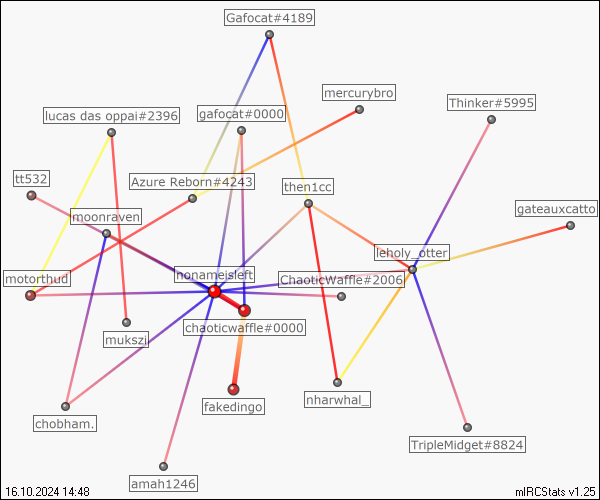 Gafocat#4189
mercurybro
Thinker#5995
lucas das oppai#2396
gafocat#0000
tt532
Azure Reborn#4243
then1cc
moonraven
gateauxcatto
leholy_otter
motorthud
nonameisleft
ChaoticWaffle#2006
chaoticwaffle#0000
mukszi
fakedingo
nharwhal_
chobham.
TripleMidget#8824
amah1246
16.10.2024 14:48
mIRCStats v1.25